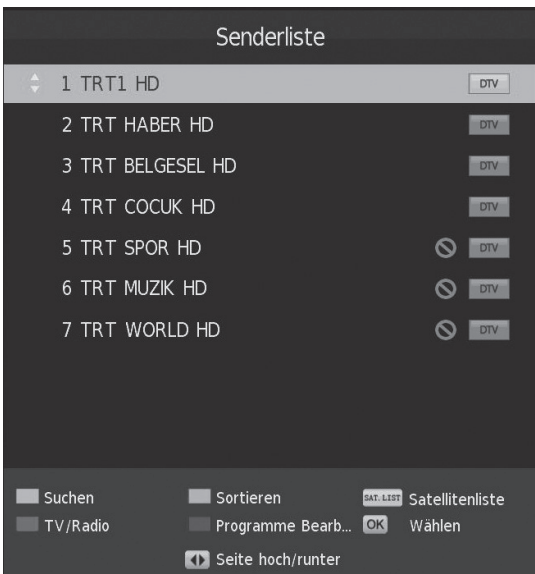 Senderliste
1 TRT1 HD DTV
2 TRT HABER HD DTV
3 TRT BELGESEL HD DTV
4 TRT COCUK HD DTV
5 TRT SPOR HD DTV
6 TRT MUZIK HD DTV
7 TRT WORLD HD DTV
Suchen Sortieren SAT.LIST Satellitenliste
TV/Radio Programme Bearb... OK Wählen
Seite hoch/runter